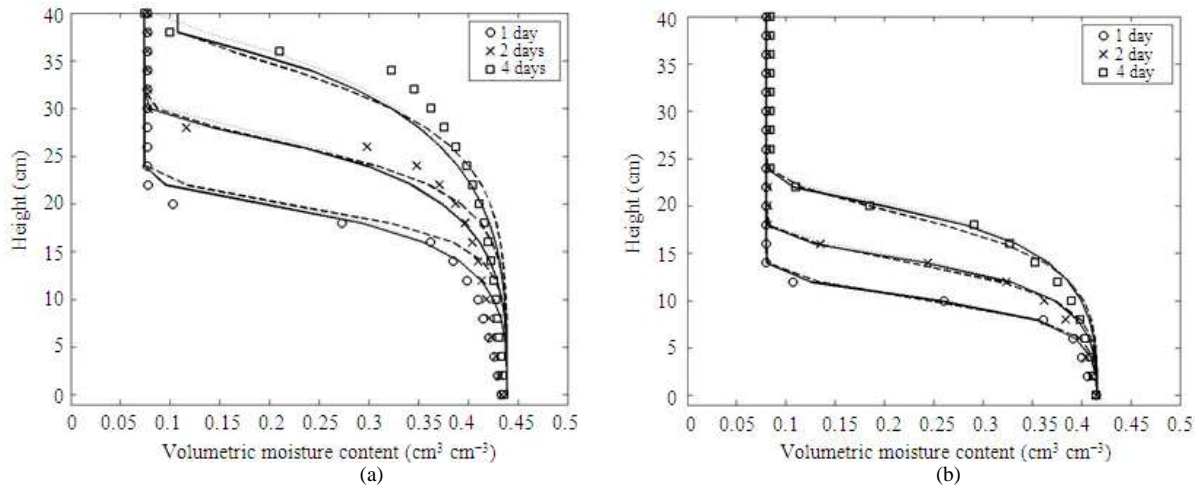 40
35
30
25
20
15
10
5
0
Height (cm)
0 0.05 0.1 0.15 0.2 0.25 0.3 0.35 0.4 0.45 0.5
Volumetric moisture content (cm³ cm⁻³)
1 day
2 days
4 days
(a)
40
35
30
25
20
15
10
5
0
Height (cm)
0 0.05 0.1 0.15 0.2 0.25 0.3 0.35 0.4 0.45 0.5
Volumetric moisture content (cm³ cm⁻³)
1 day
2 day
4 day
(b)